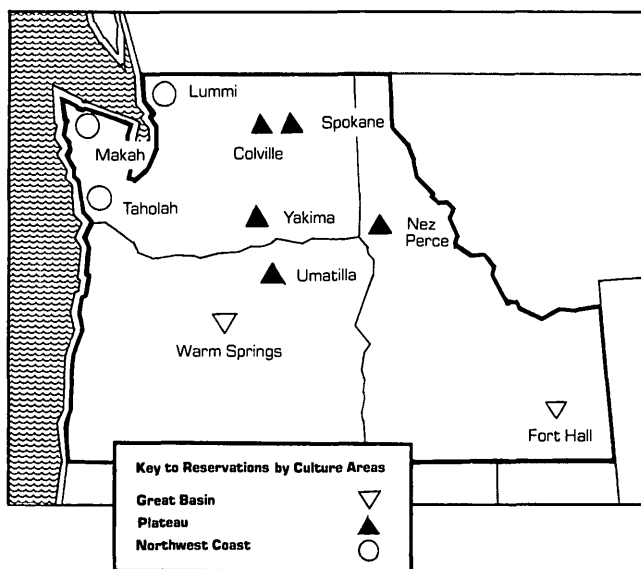 Lummi
Spokane
Makah
Colville
Taholah
Yakima
Nez
Perce
Umatilla
Warm Springs
Fort Hall
Key to Reservations by Culture Areas
Great Basin
Plateau
Northwest Coast